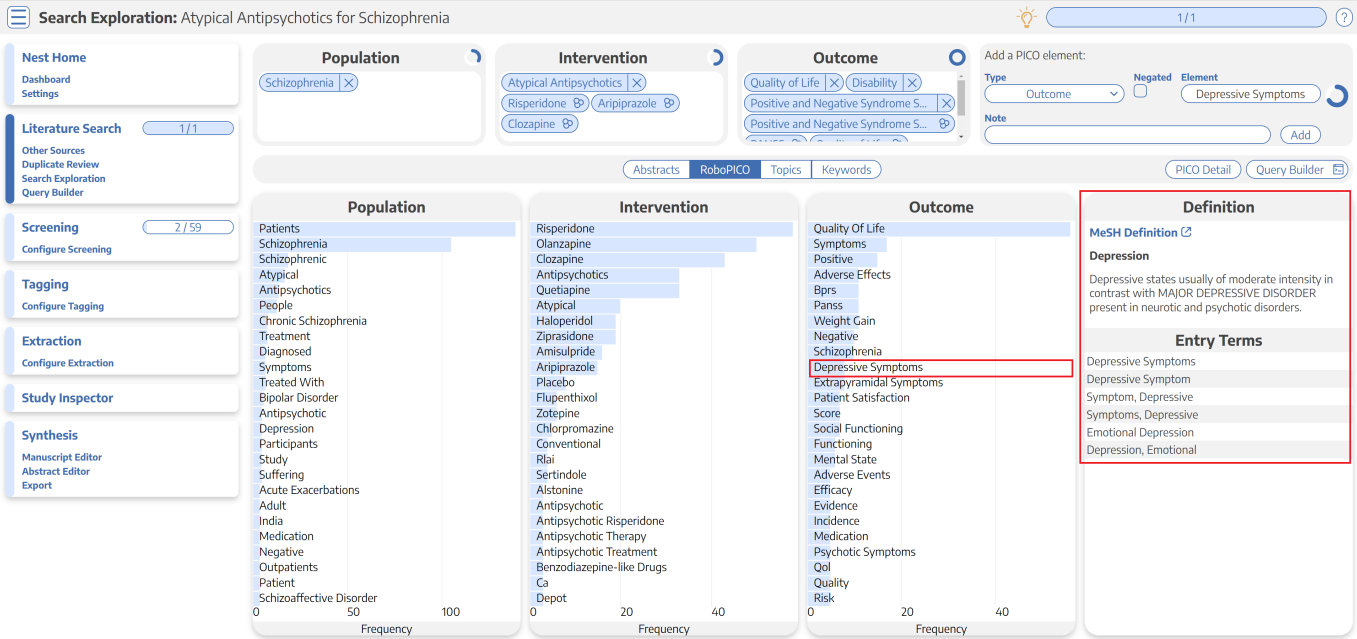 Search Exploration: Atypical Antipsychotics for Schizophrenia
1 / 1
?
Nest Home
Dashboard
Settings
Literature Search
1 / 1
Other Sources
Duplicate Review
Search Exploration
Query Builder
Screening
2 / 59
Configure Screening
Tagging
Configure Tagging
Extraction
Configure Extraction
Study Inspector
Synthesis
Manuscript Editor
Abstract Editor
Export
Population
Schizophrenia
Intervention
Atypical Antipsychotics
Risperidone
Aripiprazole
Clozapine
Outcome
Quality of Life
Disability
Positive and Negative Syndrome S...
Positive and Negative Syndrome S...
Add a PICO element:
Type
Negated
Element
Outcome
Depressive Symptoms
Note
Add
Abstracts
RoboPICO
Topics
Keywords
PICO Detail
Query Builder
Population
Patients
Schizophrenia
Schizophrenic
Atypical
Antipsychotics
People
Chronic Schizophrenia
Treatment
Diagnosed
Symptoms
Treated With
Bipolar Disorder
Antipsychotic
Depression
Participants
Study
Suffering
Acute Exacerbations
Adult
India
Medication
Negative
Outpatients
Patient
Schizoaffective Disorder
0 50 100
Frequency
Intervention
Risperidone
Olanzapine
Clozapine
Antipsychotics
Quetiapine
Atypical
Haloperidol
Ziprasidone
Amisulpride
Aripiprazole
Placebo
Flupenthixol
Zotepine
Chlorpromazine
Conventional
Rlai
Sertindole
Alstonine
Antipsychotic
Antipsychotic Risperidone
Antipsychotic Therapy
Antipsychotic Treatment
Benzodiazepine-like Drugs
Ca
Depot
0 20 40
Frequency
Outcome
Quality Of Life
Symptoms
Positive
Adverse Effects
Bprs
Panss
Weight Gain
Negative
Schizophrenia
Depressive Symptoms
Extrapyramidal Symptoms
Patient Satisfaction
Score
Social Functioning
Functioning
Mental State
Adverse Events
Efficacy
Evidence
Incidence
Medication
Psychotic Symptoms
Qol
Quality
Risk
0 20 40
Frequency
Definition
MeSH Definition
Depression
Depressive states usually of moderate intensity in
contrast with MAJOR DEPRESSIVE DISORDER
present in neurotic and psychotic disorders.
Entry Terms
Depressive Symptoms
Depressive Symptom
Symptom, Depressive
Symptoms, Depressive
Emotional Depression
Depression, Emotional